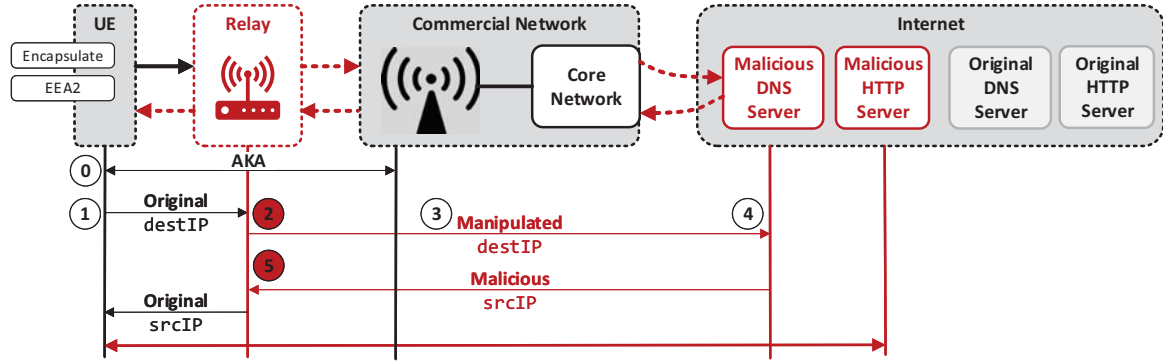 UE
Relay
Commercial Network
Internet
Encapsulate
EEA2
Core
Network
Malicious
DNS
Server
Malicious
HTTP
Server
Original
DNS
Server
Original
HTTP
Server
0
AKA
1
Original
destIP
2
3
Manipulated
destIP
4
5
Malicious
srcIP
Original
srcIP